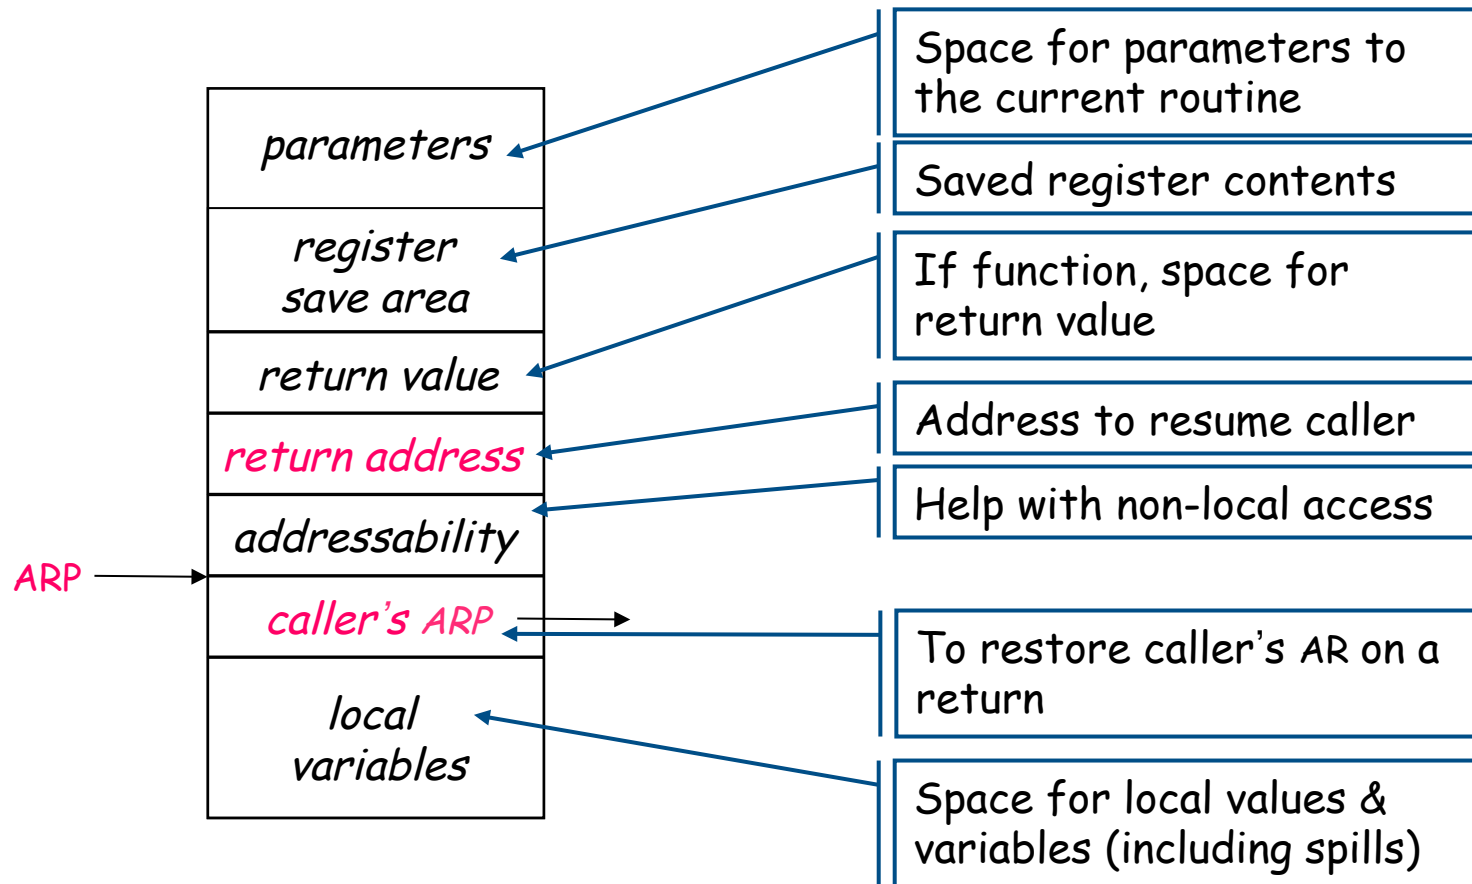 parameters
register
save area
return value
return address
addressability
ARP
caller’s ARP
local
variables
Space for parameters to
the current routine
Saved register contents
If function, space for
return value
Address to resume caller
Help with non-local access
To restore caller’s AR on a
return
Space for local values &
variables (including spills)